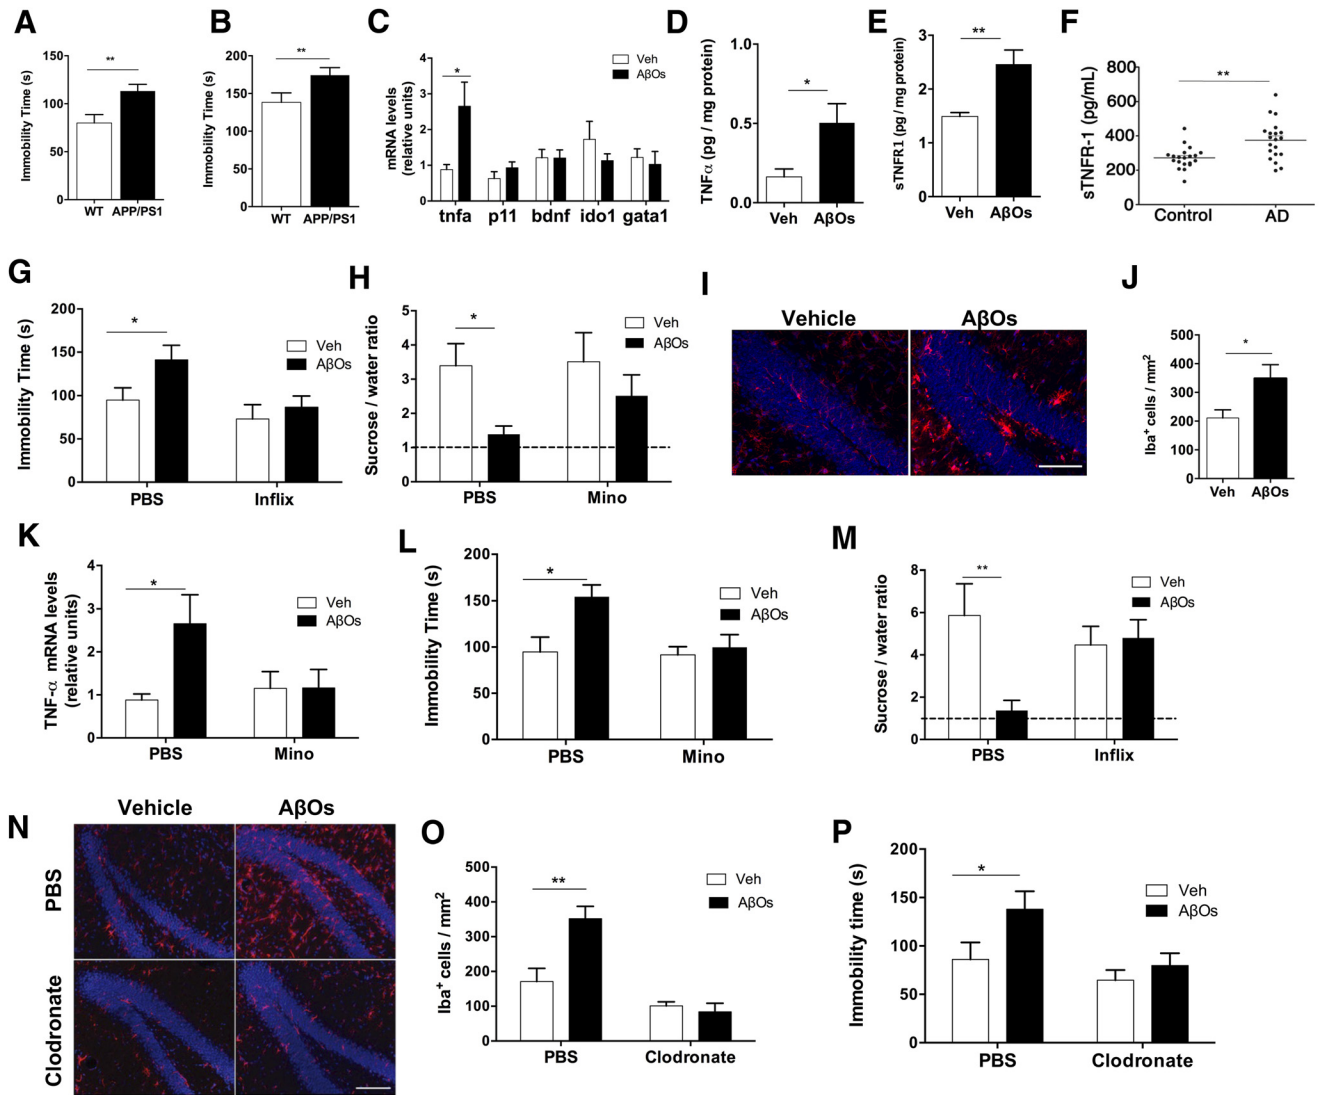 A
Immobility Time (s)
150
100
50
0
**
WT APP/PS1
B
Immobility Time (s)
200
150
100
50
0
**
WT APP/PS1
C
mRNA levels
(relative units)
4
3
2
1
0
*
Veh
AβOs
tnfa p11 bdnf ido1 gata1
D
TNFα (pg / mg protein)
1.0
0.5
0.0
*
Veh AβOs
E
sTNFR1 (pg / mg protein)
3
2
1
0
**
Veh AβOs
F
sTNFR-1 (pg/mL)
800
600
400
200
0
**
Control AD
G
Immobility Time (s)
200
150
100
50
0
*
Veh
AβOs
PBS Inflix
H
Sucrose / water ratio
5
4
3
2
1
0
*
Veh
AβOs
PBS Mino
I
Vehicle AβOs
J
Iba+ cells / mm2
500
400
300
200
100
0
*
Veh AβOs
K
TNF-α mRNA levels
(relative units)
4
3
2
1
0
*
Veh
AβOs
PBS Mino
L
Immobility Time (s)
200
150
100
50
0
*
Veh
AβOs
PBS Mino
M
Sucrose / water ratio
8
6
4
2
0
**
Veh
AβOs
PBS Inflix
N
Vehicle AβOs
PBS
Clodronate
O
Iba+ cells / mm2
500
400
300
200
100
0
**
Veh
AβOs
PBS Clodronate
P
Immobility time (s)
200
150
100
50
0
*
Veh
AβOs
PBS Clodronate